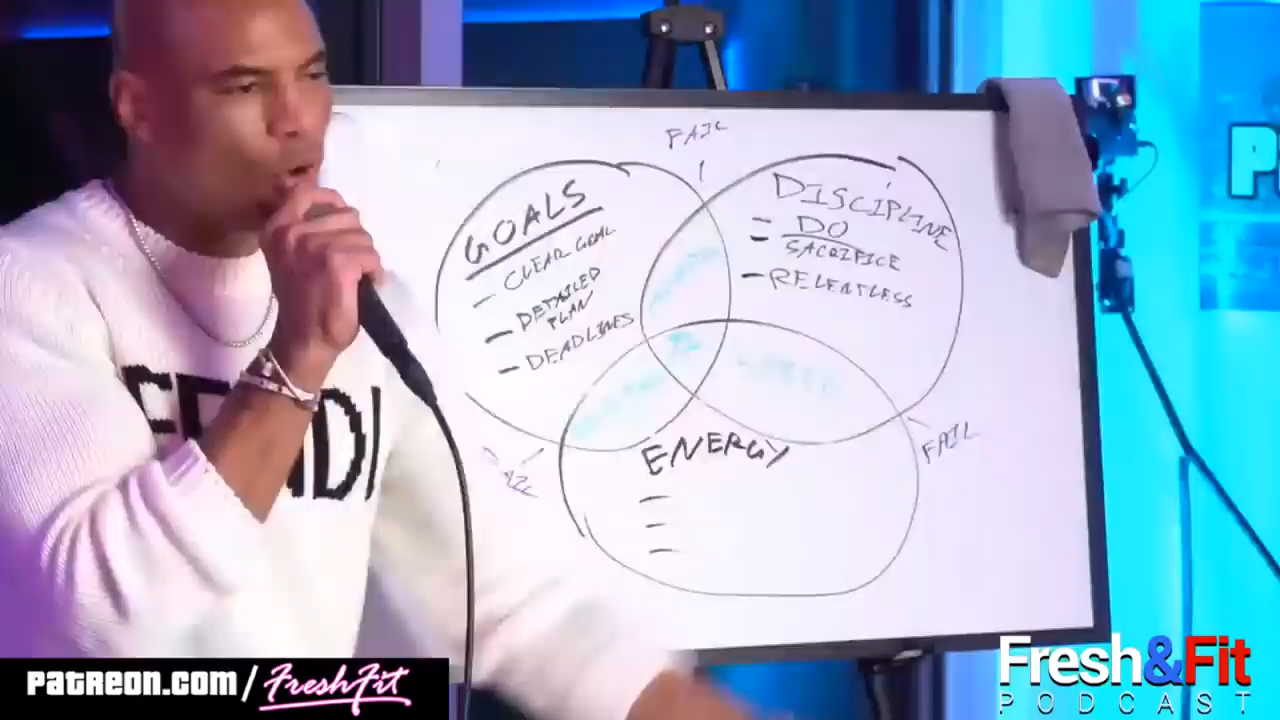 FAIL
GOALS
- CLEAR GOAL
- DETAILED
PLAN
- DEADLINES
DISCIPLINE
- DO
- SACRIFICE
- RELENTLESS
ENERGY
-
-
-
FAIL
PATREON.COM/FreshFit
Fresh&Fit
PODCAST